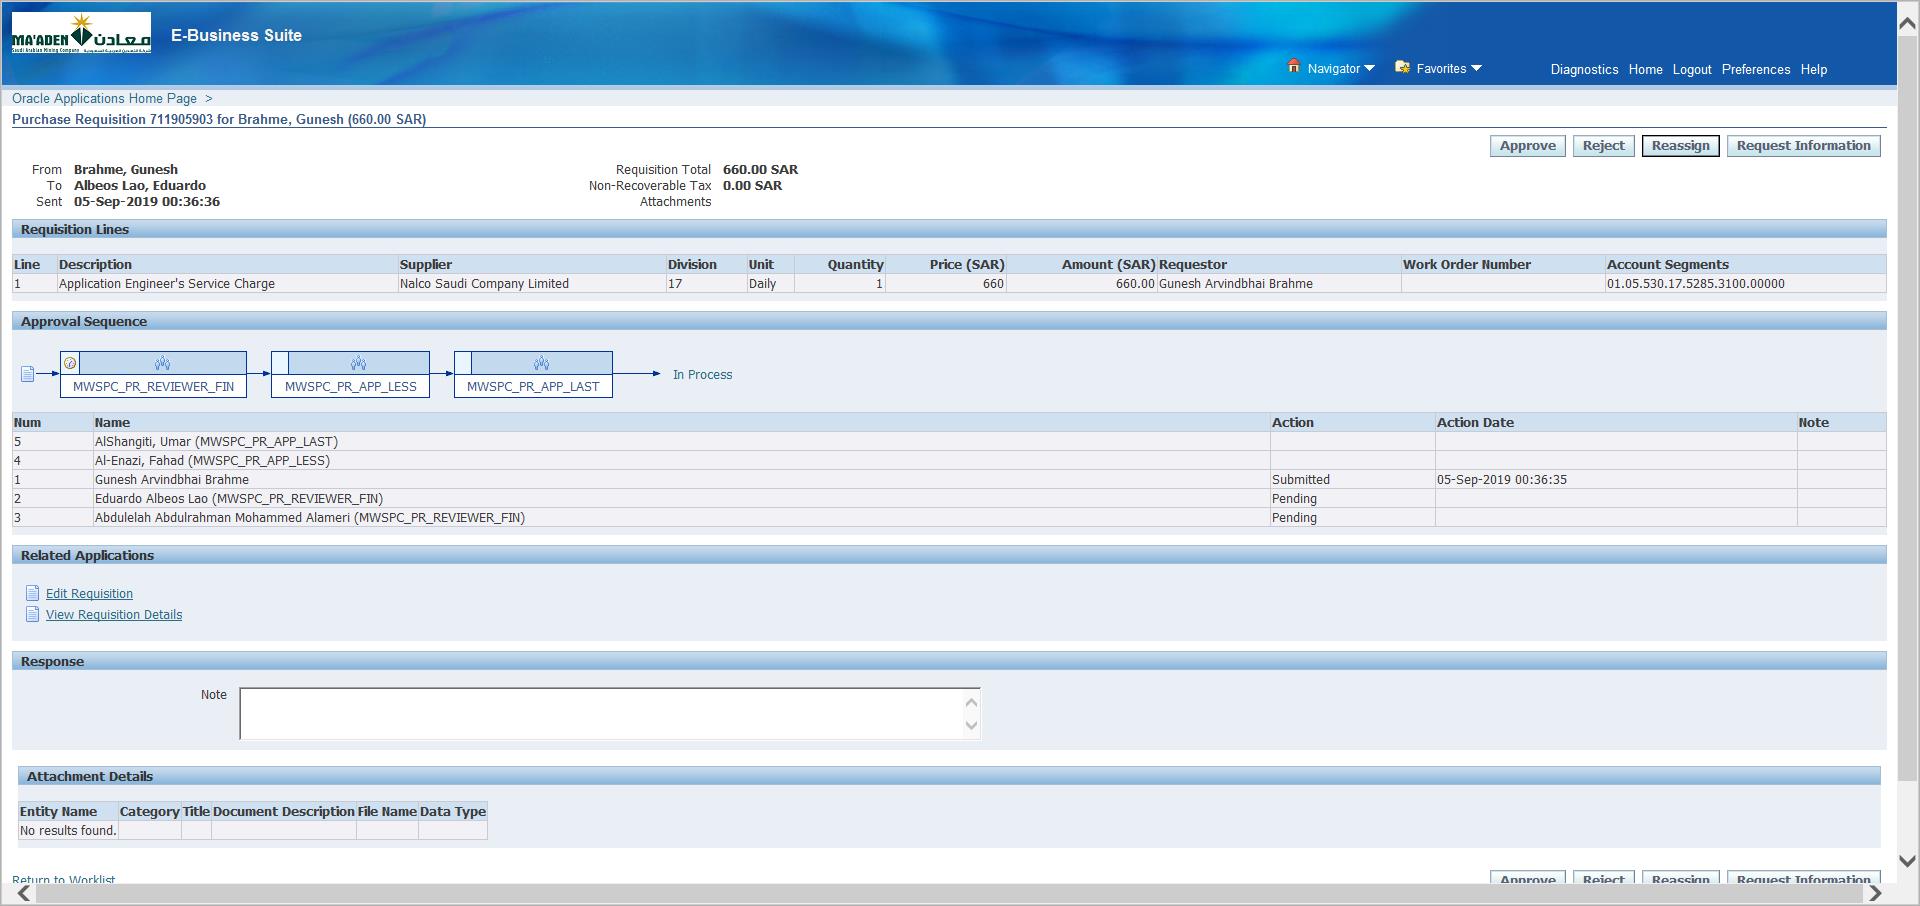 MA'ADEN معادن
Saudi Arabian Mining Company
E-Business Suite
Navigator Favorites Diagnostics Home Logout Preferences Help
Oracle Applications Home Page >
Purchase Requisition 711905903 for Brahme, Gunesh (660.00 SAR)
Approve Reject Reassign Request Information
From Brahme, Gunesh Requisition Total 660.00 SAR
To Albeos Lao, Eduardo Non-Recoverable Tax 0.00 SAR
Sent 05-Sep-2019 00:36:36 Attachments
Requisition Lines
Line Description Supplier Division Unit Quantity Price (SAR) Amount (SAR) Requestor Work Order Number Account Segments
1 Application Engineer's Service Charge Nalco Saudi Company Limited 17 Daily 1 660 660.00 Gunesh Arvindbhai Brahme 01.05.530.17.5285.3100.00000
Approval Sequence
MWSPC_PR_REVIEWER_FIN MWSPC_PR_APP_LESS MWSPC_PR_APP_LAST In Process
Num Name Action Action Date Note
5 AlShangiti, Umar (MWSPC_PR_APP_LAST)
4 Al-Enazi, Fahad (MWSPC_PR_APP_LESS)
1 Gunesh Arvindbhai Brahme Submitted 05-Sep-2019 00:36:35
2 Eduardo Albeos Lao (MWSPC_PR_REVIEWER_FIN) Pending
3 Abdulelah Abdulrahman Mohammed Alameri (MWSPC_PR_REVIEWER_FIN) Pending
Related Applications
Edit Requisition
View Requisition Details
Response
Note
Attachment Details
Entity Name Category Title Document Description File Name Data Type
No results found.
Return to Worklist Approve Reject Reassign Request Information